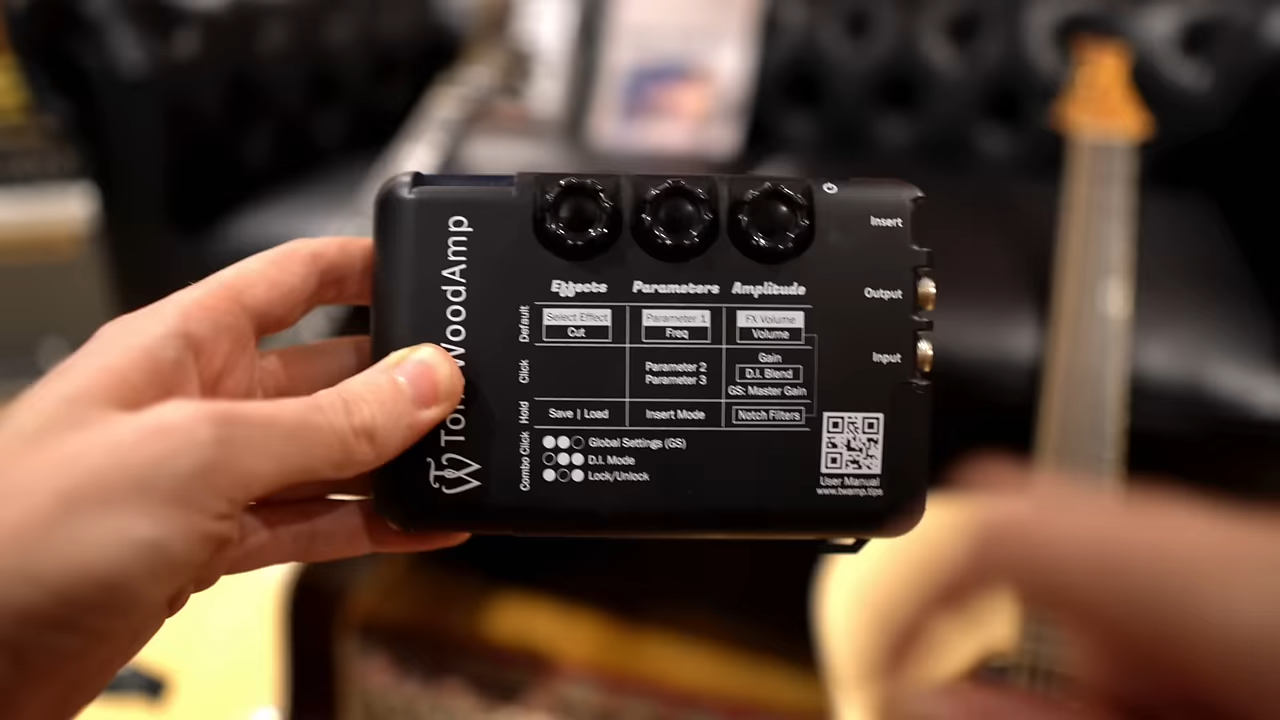 WoodAmp
Insert
Output
Input
Effects Parameters Amplitude
Default
Select Effect
Cut
Parameter 1
Freq
FX Volume
Volume
Click
Parameter 2
Parameter 3
Gain
D.I. Blend
GS: Master Gain
Hold
Save | Load
Insert Mode
Notch Filters
Combo Click
Global Settings (GS)
D.I. Mode
Lock/Unlock
User Manual
www.twamp.tips